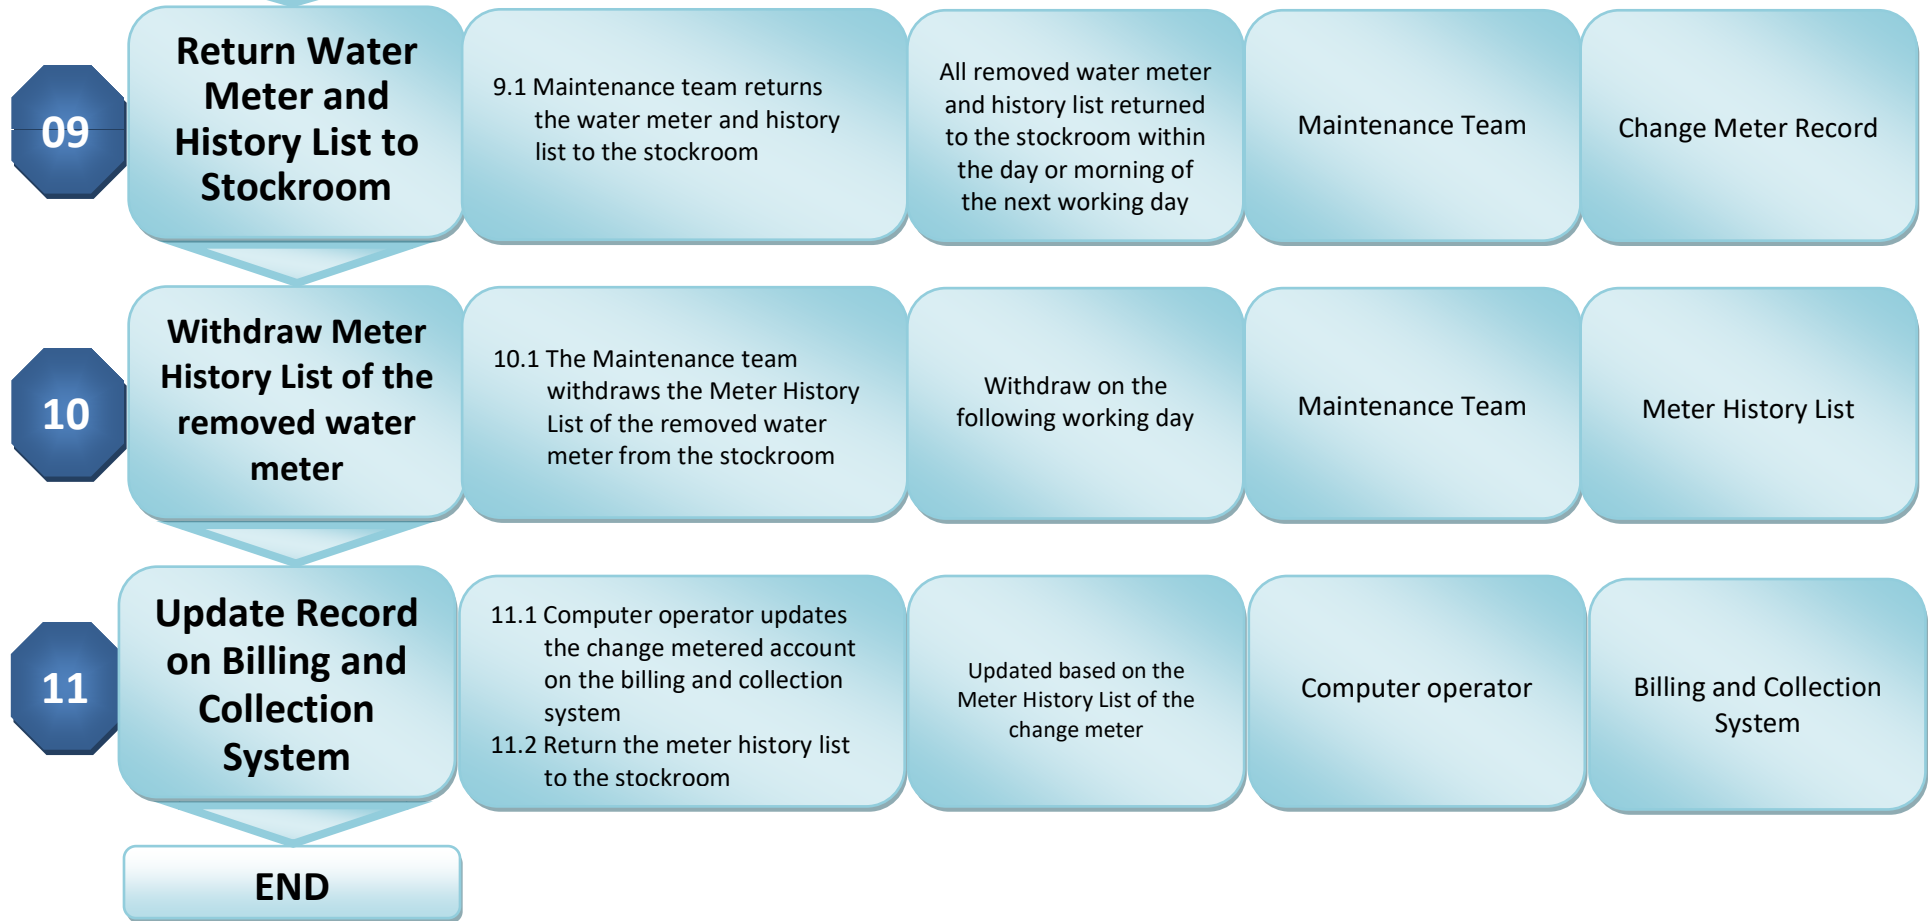 09
Return Water
Meter and
History List to
Stockroom
9.1 Maintenance team returns
the water meter and history
list to the stockroom
All removed water meter
and history list returned
to the stockroom within
the day or morning of
the next working day
Maintenance Team
Change Meter Record
10
Withdraw Meter
History List of the
removed water
meter
10.1 The Maintenance team
withdraws the Meter History
List of the removed water
meter from the stockroom
Withdraw on the
following working day
Maintenance Team
Meter History List
11
Update Record
on Billing and
Collection
System
11.1 Computer operator updates
the change metered account
on the billing and collection
system
11.2 Return the meter history list
to the stockroom
Updated based on the
Meter History List of the
change meter
Computer operator
Billing and Collection
System
END